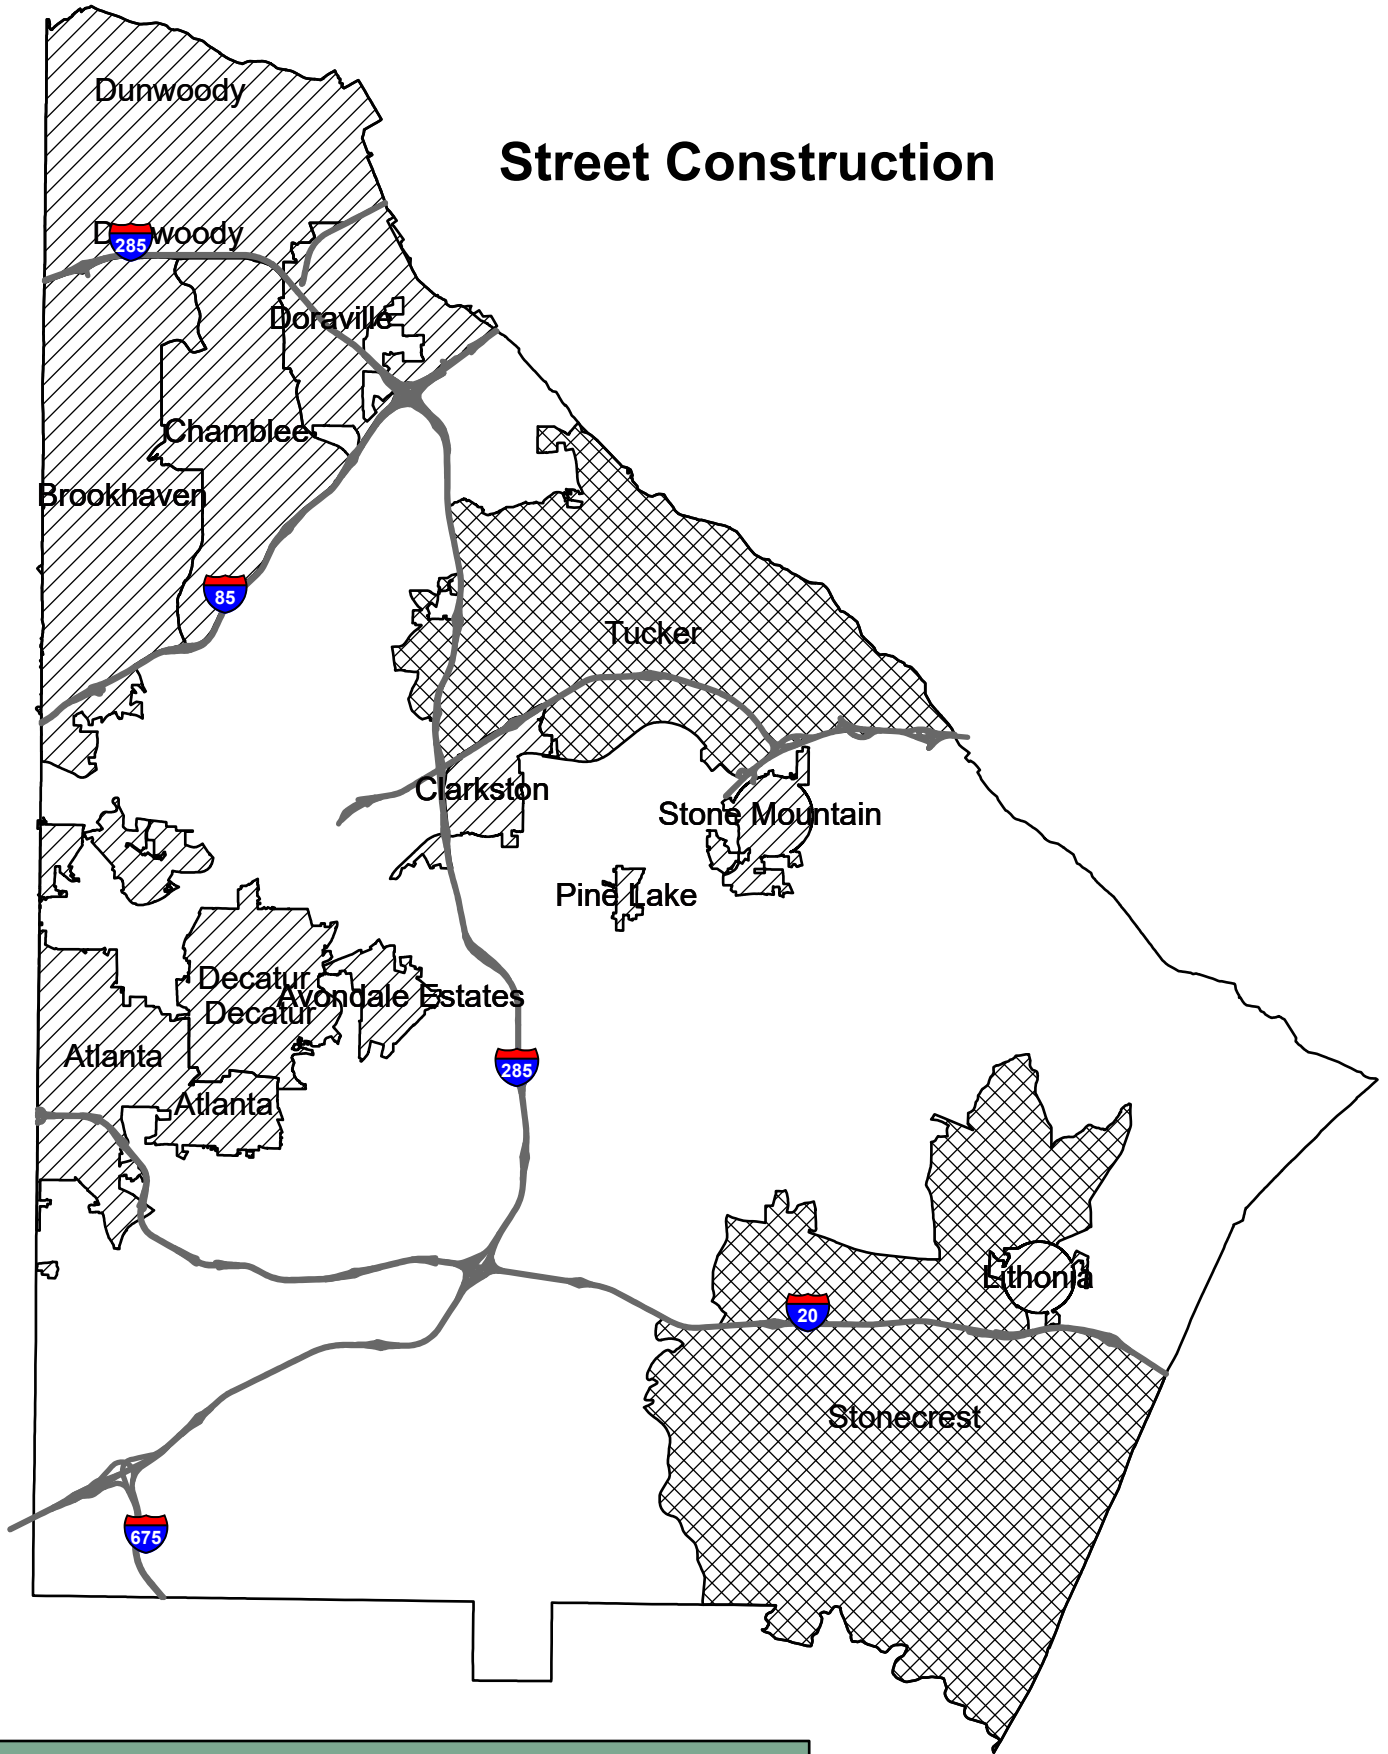 Dunwoody
Street Construction
Dunwoody
285
Doraville
Chamblee
Brookhaven
85
Tucker
Clarkston
Stone Mountain
Pine Lake
Decatur
Avondale Estates
Decatur
Atlanta
285
Atlanta
Lithonia
20
Stonecrest
675